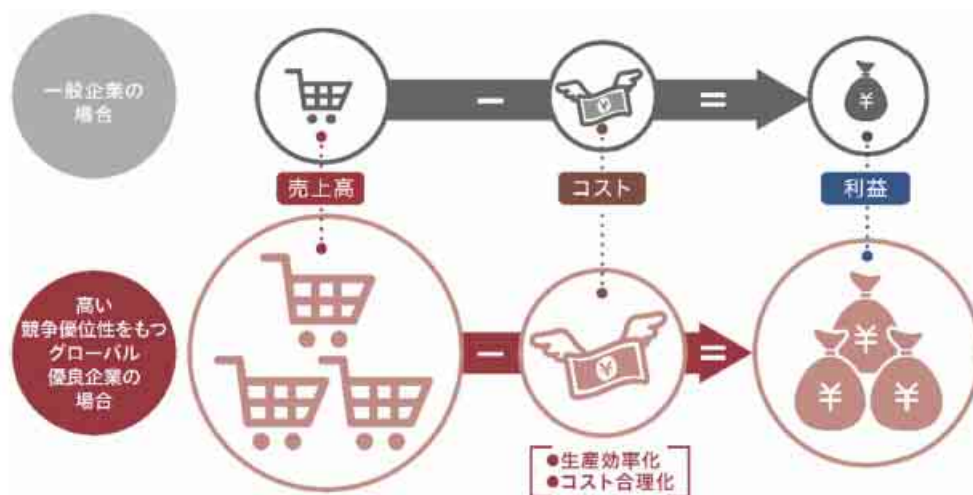 一般企業の
場合
－
＝
¥
¥
売上高
コスト
利益
高い
競争優位性をもつ
グローバル
優良企業の
場合
－
＝
¥
¥
¥
¥
●生産効率化
●コスト合理化